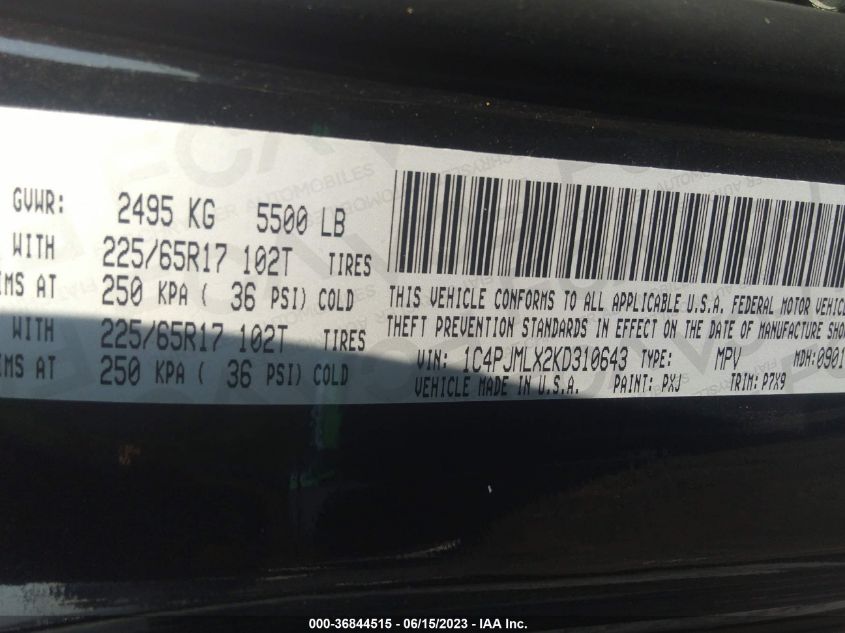 GVWR: 2495 KG 5500 LB
WITH 225/65R17 102T TIRES
IMS AT 250 KPA ( 36 PSI) COLD
WITH 225/65R17 102T TIRES
IMS AT 250 KPA ( 36 PSI) COLD
THIS VEHICLE CONFORMS TO ALL APPLICABLE U.S.A. FEDERAL MOTOR VEHICL
THEFT PREVENTION STANDARDS IN EFFECT ON THE DATE OF MANUFACTURE SHO
VIN: 1C4PJMLX2KD310643 TYPE: MPV MDH: 0901
VEHICLE MADE IN U.S.A. PAINT: PXJ TRIM: P7X9
000-36844515 - 06/15/2023 - IAA Inc.